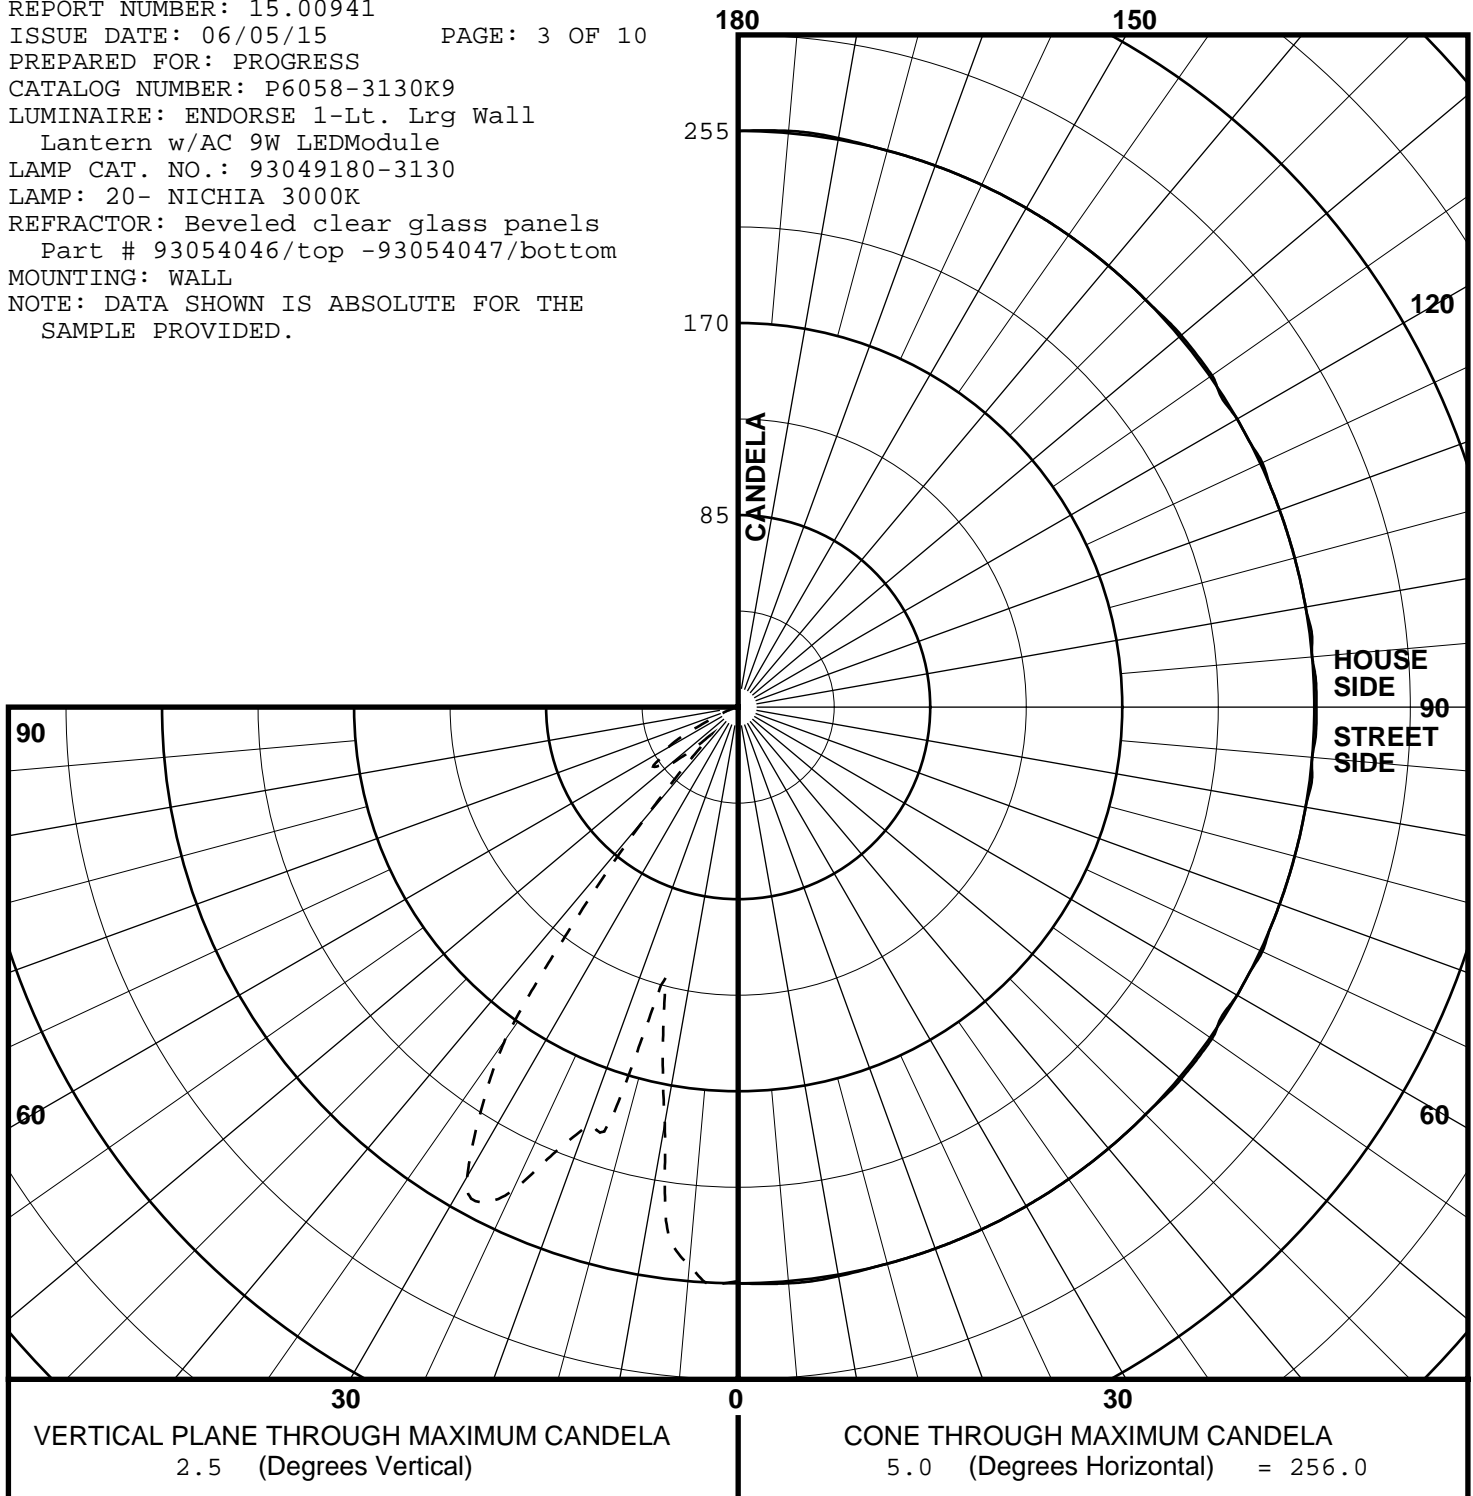 REPORT NUMBER: 15.00941
ISSUE DATE: 06/05/15 PAGE: 3 OF 10
PREPARED FOR: PROGRESS
CATALOG NUMBER: P6058-3130K9
LUMINAIRE: ENDORSE 1-Lt. Lrg Wall
Lantern w/AC 9W LEDModule
LAMP CAT. NO.: 93049180-3130
LAMP: 20- NICHIA 3000K
REFRACTOR: Beveled clear glass panels
Part # 93054046/top -93054047/bottom
MOUNTING: WALL
NOTE: DATA SHOWN IS ABSOLUTE FOR THE
SAMPLE PROVIDED.
180
150
255
120
170
CANDELA
85
HOUSE
SIDE
90
90
STREET
SIDE
60
60
30
0
30
VERTICAL PLANE THROUGH MAXIMUM CANDELA
2.5 (Degrees Vertical)
CONE THROUGH MAXIMUM CANDELA
5.0 (Degrees Horizontal) = 256.0